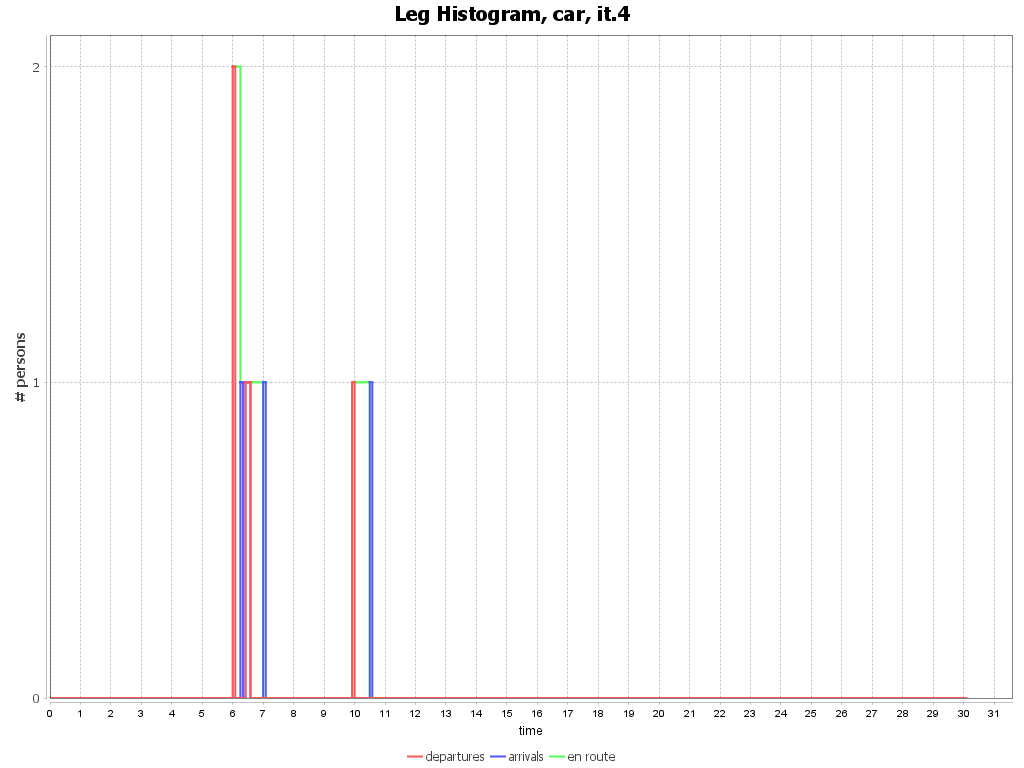 Leg Histogram, car, it.4
# persons
2
1
0
0 1 2 3 4 5 6 7 8 9 10 11 12 13 14 15 16 17 18 19 20 21 22 23 24 25 26 27 28 29 30 31
time
departures arrivals en route